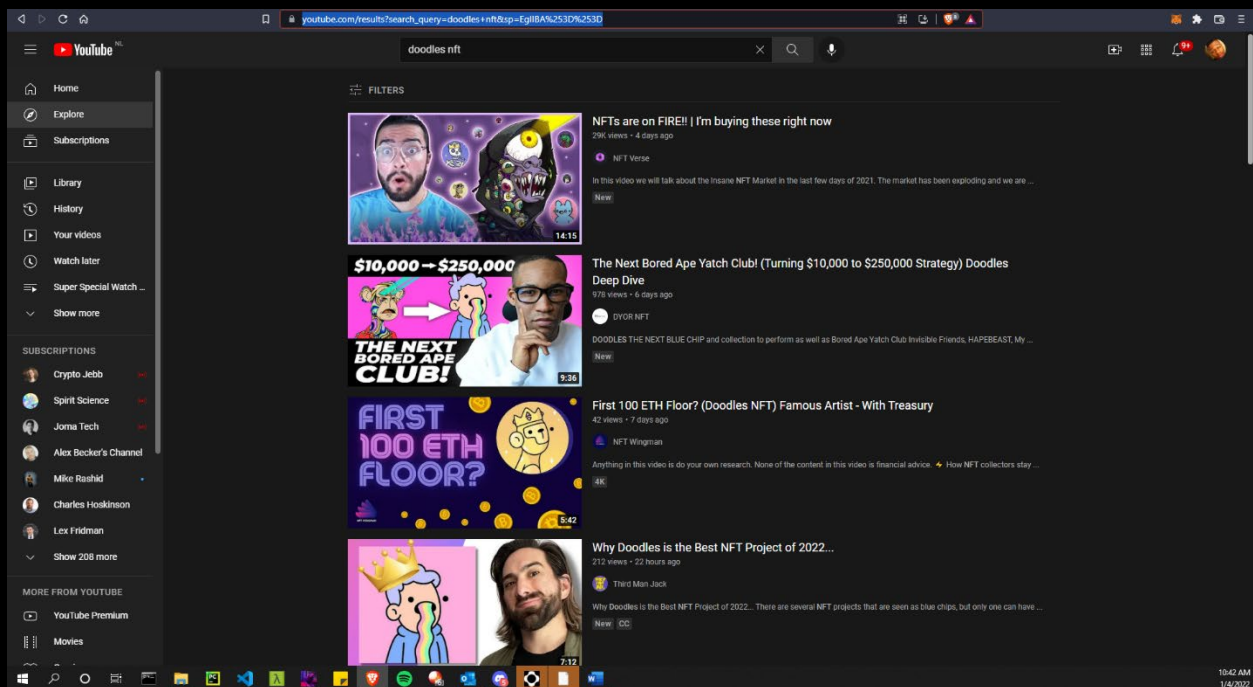 youtube.com/results?search_query=doodles+nft&sp=EgIIBA%253D%253D
YouTube NL
doodles nft
9+
Home
Explore
Subscriptions
Library
History
Your videos
Watch later
Super Special Watch ...
Show more
SUBSCRIPTIONS
Crypto Jebb
Spirit Science
Joma Tech
Alex Becker's Channel
Mike Rashid
Charles Hoskinson
Lex Fridman
Show 208 more
MORE FROM YOUTUBE
YouTube Premium
Movies
FILTERS
14:15
NFTs are on FIRE!! | I'm buying these right now
29K views • 4 days ago
NFT Verse
In this video we will talk about the Insane NFT Market in the last few days of 2021. The market has been exploding and we are ...
New
$10,000 → $250,000
THE NEXT
BORED APE
CLUB!
9:36
The Next Bored Ape Yatch Club! (Turning $10,000 to $250,000 Strategy) Doodles
Deep Dive
978 views • 6 days ago
DYOR NFT
DOODLES THE NEXT BLUE CHIP and collection to perform as well as Bored Ape Yatch Club Invisible Friends, HAPEBEAST, My ...
New
FIRST
100 ETH
FLOOR?
5:42
First 100 ETH Floor? (Doodles NFT) Famous Artist - With Treasury
42 views • 7 days ago
NFT Wingman
Anything in this video is do your own research. None of the content in this video is financial advice. ⚡ How NFT collectors stay ...
4K
7:12
Why Doodles is the Best NFT Project of 2022...
212 views • 22 hours ago
Third Man Jack
Why Doodles is the Best NFT Project of 2022... There are several NFT projects that are seen as blue chips, but only one can have ...
New CC
10:42 AM
1/4/2022